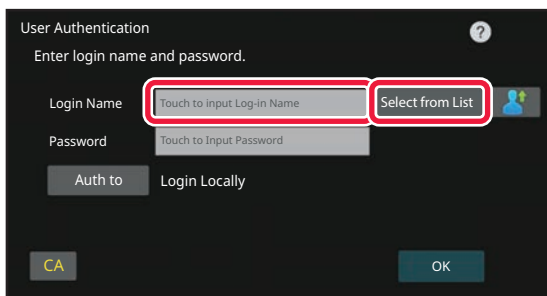 User Authentication
?
Enter login name and password.
Login Name Touch to input Log-in Name Select from List
Password Touch to Input Password
Auth to Login Locally
CA OK